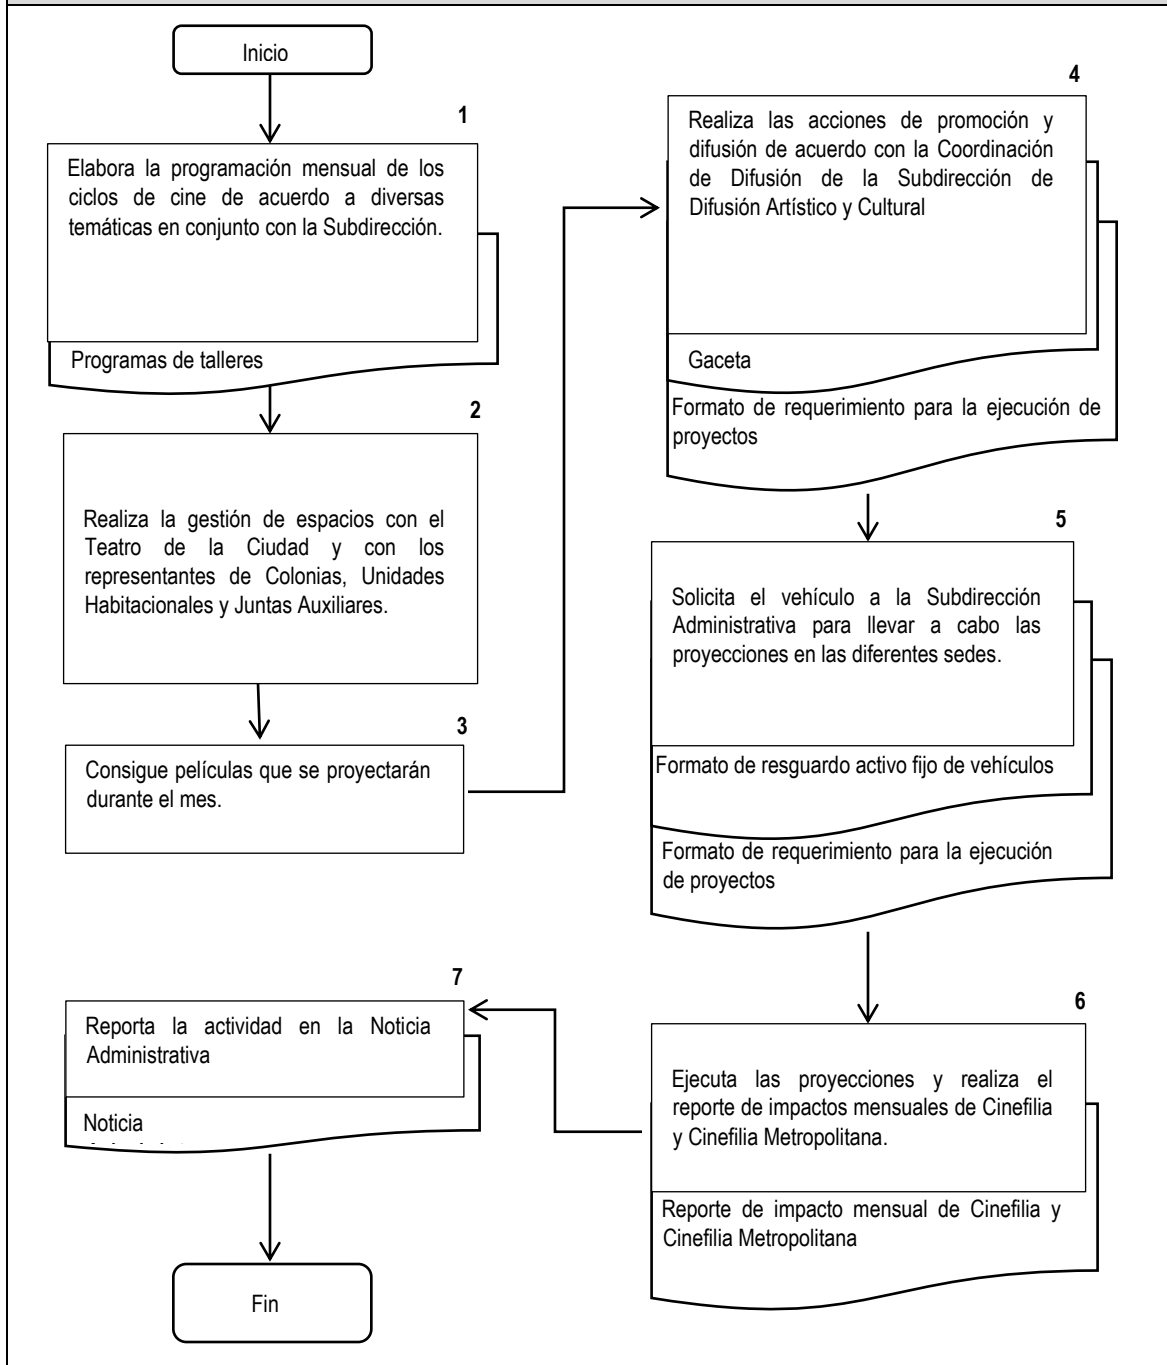 Inicio
1
Elabora la programación mensual de los
ciclos de cine de acuerdo a diversas
temáticas en conjunto con la Subdirección.
Programas de talleres
2
Realiza la gestión de espacios con el
Teatro de la Ciudad y con los
representantes de Colonias, Unidades
Habitacionales y Juntas Auxiliares.
3
Consigue películas que se proyectarán
durante el mes.
4
Realiza las acciones de promoción y
difusión de acuerdo con la Coordinación
de Difusión de la Subdirección de
Difusión Artístico y Cultural
Gaceta
Formato de requerimiento para la ejecución de
proyectos
5
Solicita el vehículo a la Subdirección
Administrativa para llevar a cabo las
proyecciones en las diferentes sedes.
Formato de resguardo activo fijo de vehículos
Formato de requerimiento para la ejecución
de proyectos
6
Ejecuta las proyecciones y realiza el
reporte de impactos mensuales de Cinefilia
y Cinefilia Metropolitana.
Reporte de impacto mensual de Cinefilia y
Cinefilia Metropolitana
7
Reporta la actividad en la Noticia
Administrativa
Noticia
Fin